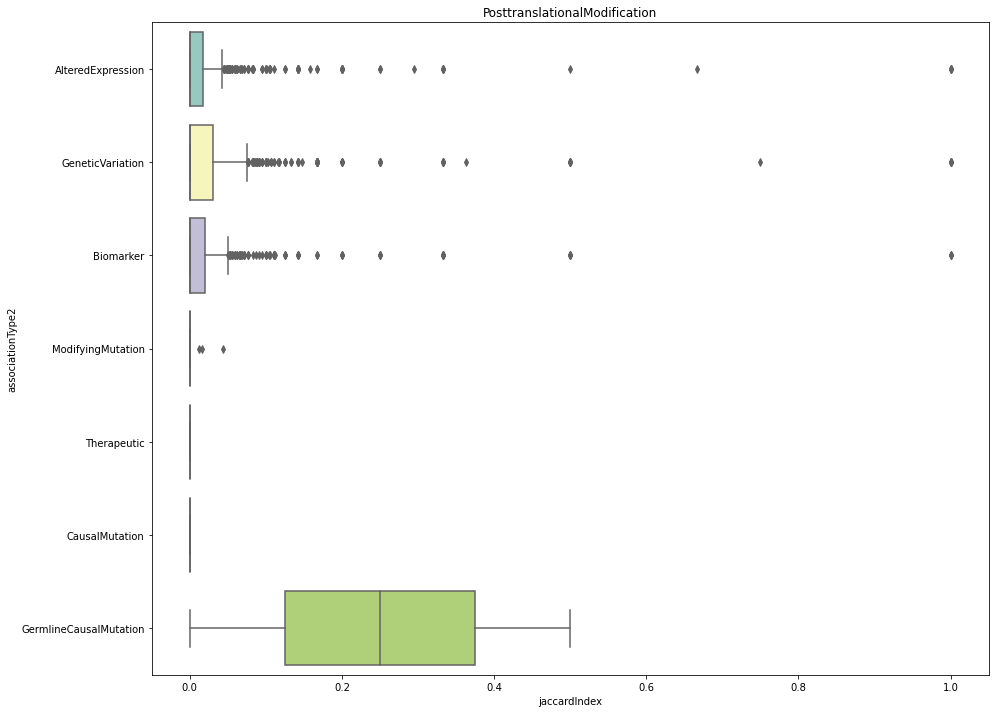 PosttranslationalModification
associationType2
AlteredExpression
GeneticVariation
Biomarker
ModifyingMutation
Therapeutic
CausalMutation
GermlineCausalMutation
0.0 0.2 0.4 0.6 0.8 1.0
jaccardIndex